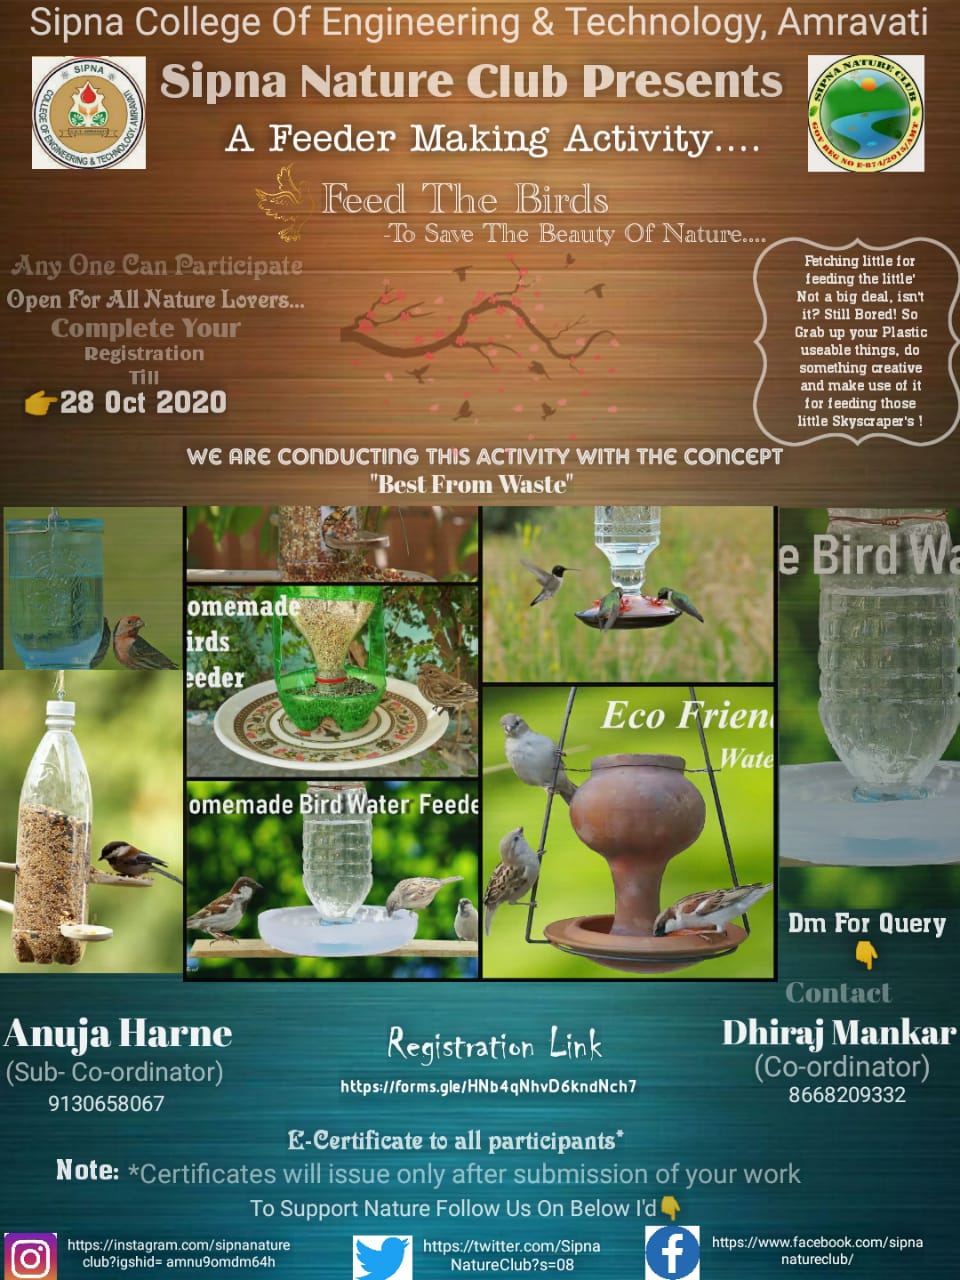 Sipna College Of Engineering & Technology, Amravati
SIPNA
COLLEGE OF ENGINEERING & TECHNOLOGY, AMRAVATI
Sipna Nature Club Presents
SIPNA NATURE CLUB
GOV REG NO E-874/2015/AMT
A Feeder Making Activity....
Feed The Birds
-To Save The Beauty Of Nature....
Any One Can Participate
Open For All Nature Lovers...
Complete Your
Registration
Till
👉28 Oct 2020
Fetching little for
feeding the little'
Not a big deal, isn't
it? Still Bored! So
Grab up your Plastic
useable things, do
something creative
and make use of it
for feeding those
little Skyscraper's !
WE ARE CONDUCTING THIS ACTIVITY WITH THE CONCEPT
"Best From Waste"
omemade
irds
eeder
omemade Bird Water Feede
Eco Frien
Wate
e Bird Wa
Dm For Query
👇
Contact
Anuja Harne
(Sub- Co-ordinator)
9130658067
Registration Link
https://forms.gle/HNb4qNhvD6kndNch7
Dhiraj Mankar
(Co-ordinator)
8668209332
E-Certificate to all participants*
Note: *Certificates will issue only after submission of your work
To Support Nature Follow Us On Below I'd👇
https://instagram.com/sipnanature
club?igshid= amnu9omdm64h
https://twitter.com/Sipna
NatureClub?s=08
https://www.facebook.com/sipna
natureclub/